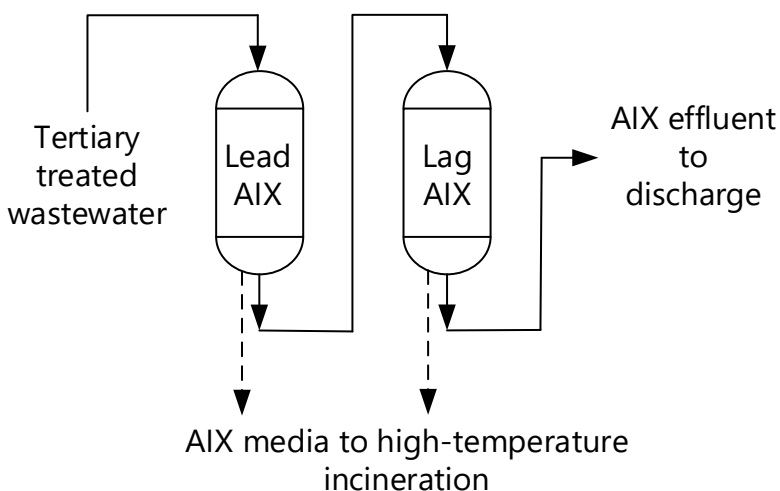 Tertiary
treated
wastewater
Lead
AIX
Lag
AIX
AIX effluent
to
discharge
AIX media to high-temperature
incineration